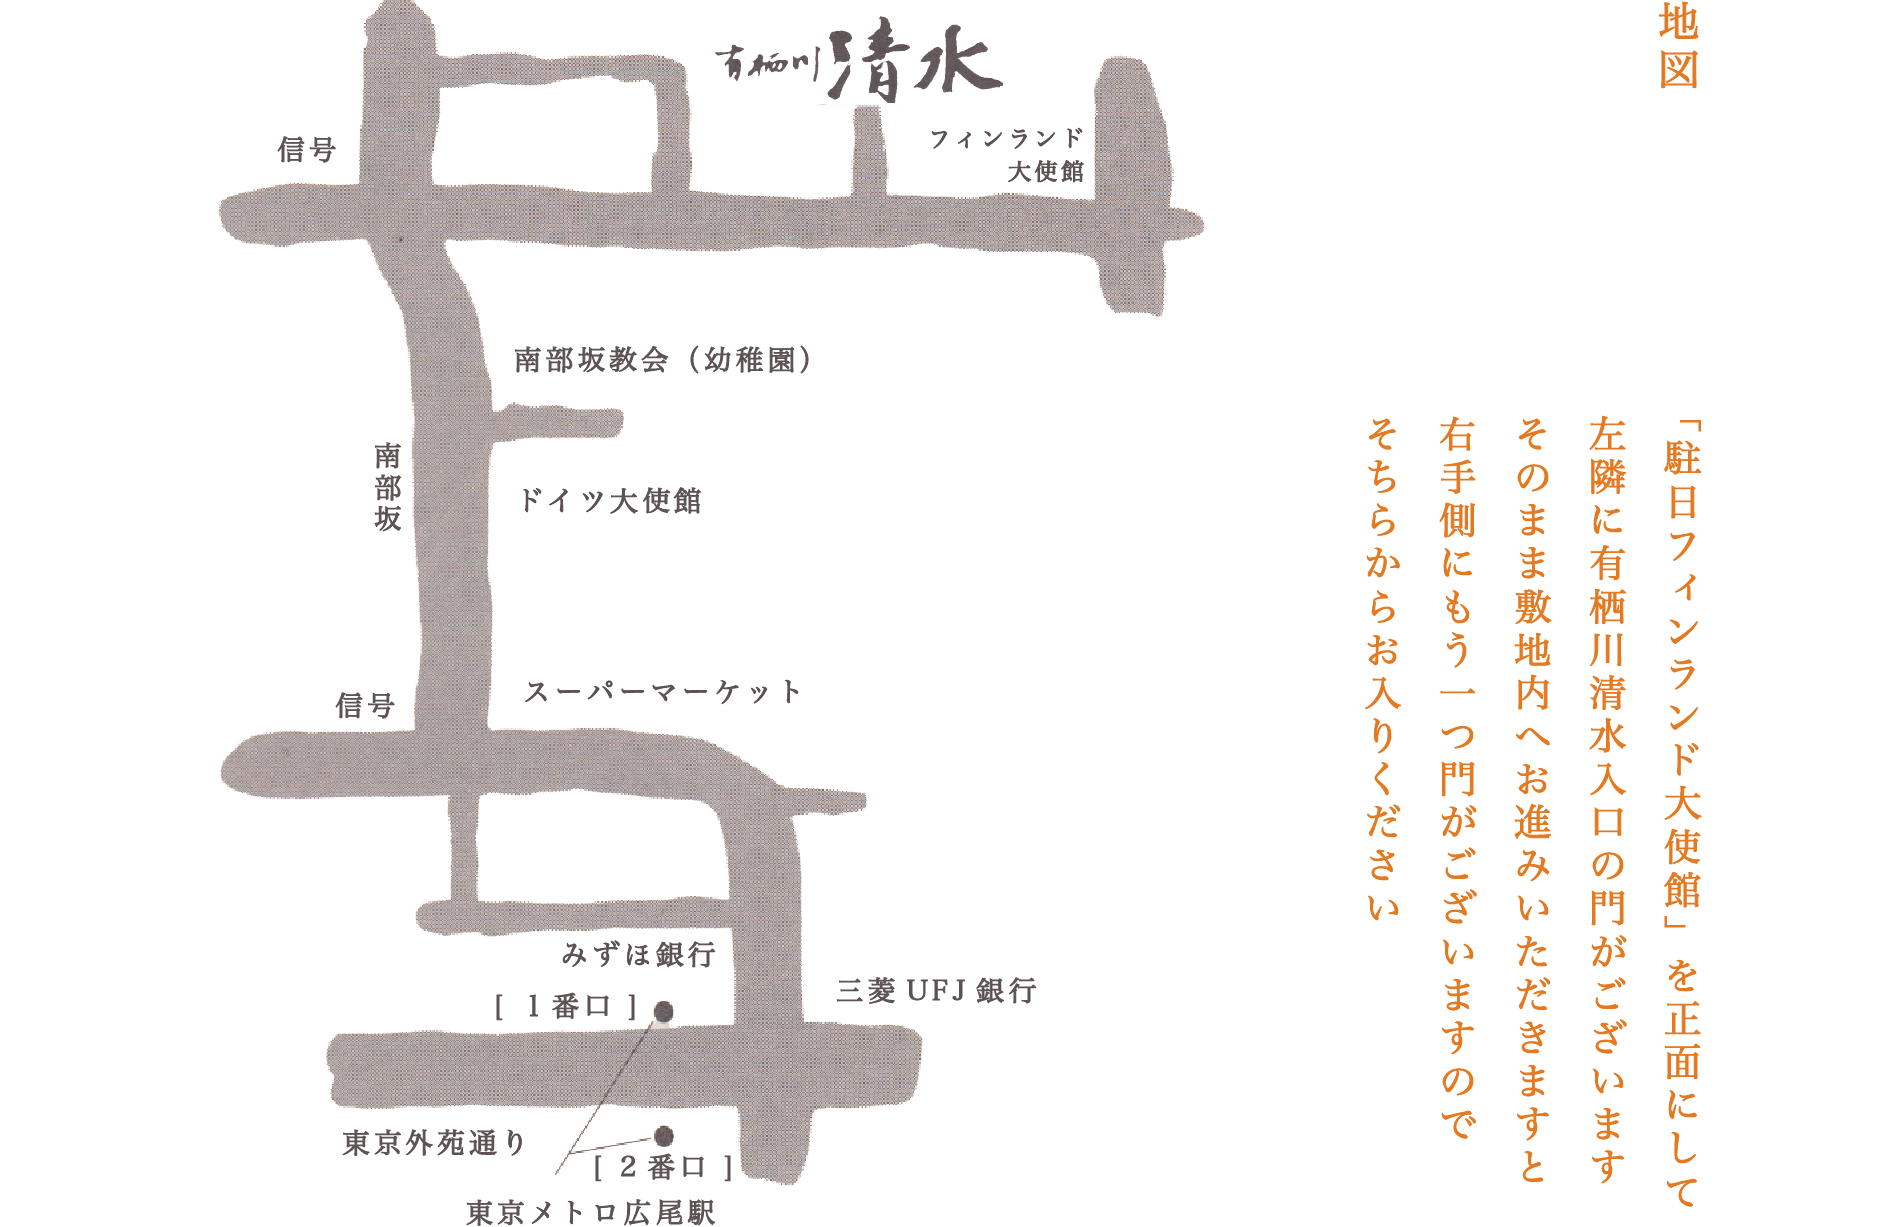 地図
「駐日フィンランド大使館」を正面にして
左隣に有栖川清水入口の門がございます
そのまま敷地内へお進みいただきますと
右手側にもう一つ門がございますので
そちらからお入りください
有栖川清水
信号
フィンランド
大使館
南部坂教会（幼稚園）
南部坂
ドイツ大使館
スーパーマーケット
信号
みずほ銀行
三菱UFJ銀行
[ 1番口 ]
東京外苑通り
[ 2番口 ]
東京メトロ広尾駅